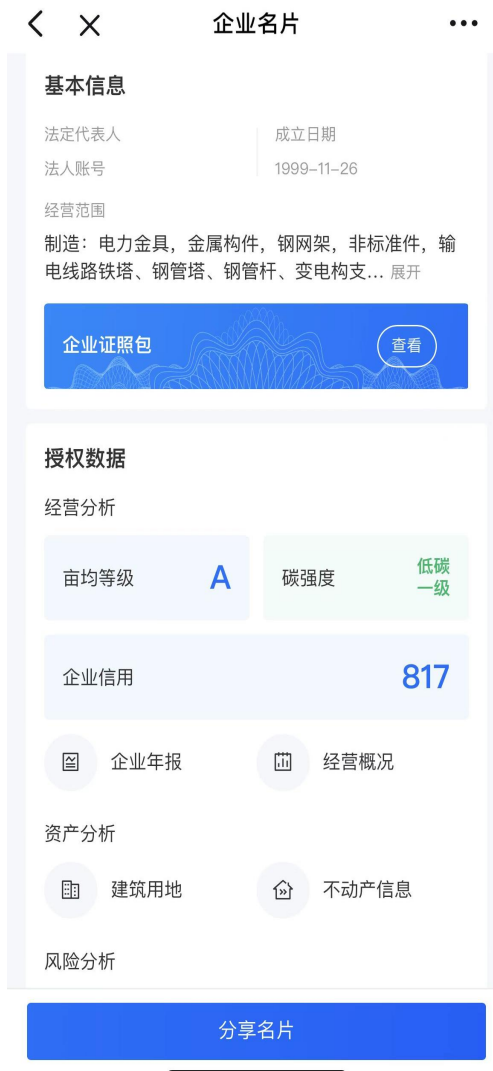 企业名片
基本信息
法定代表人
成立日期
法人账号
1999-11-26
经营范围
制造：电力金具，金属构件，钢网架，非标准件，输
电线路铁塔、钢管塔、钢管杆、变电构支... 展开
企业证照包
查看
授权数据
经营分析
亩均等级
A
碳强度
低碳
一级
企业信用
817
企业年报
经营概况
资产分析
建筑用地
不动产信息
风险分析
分享名片